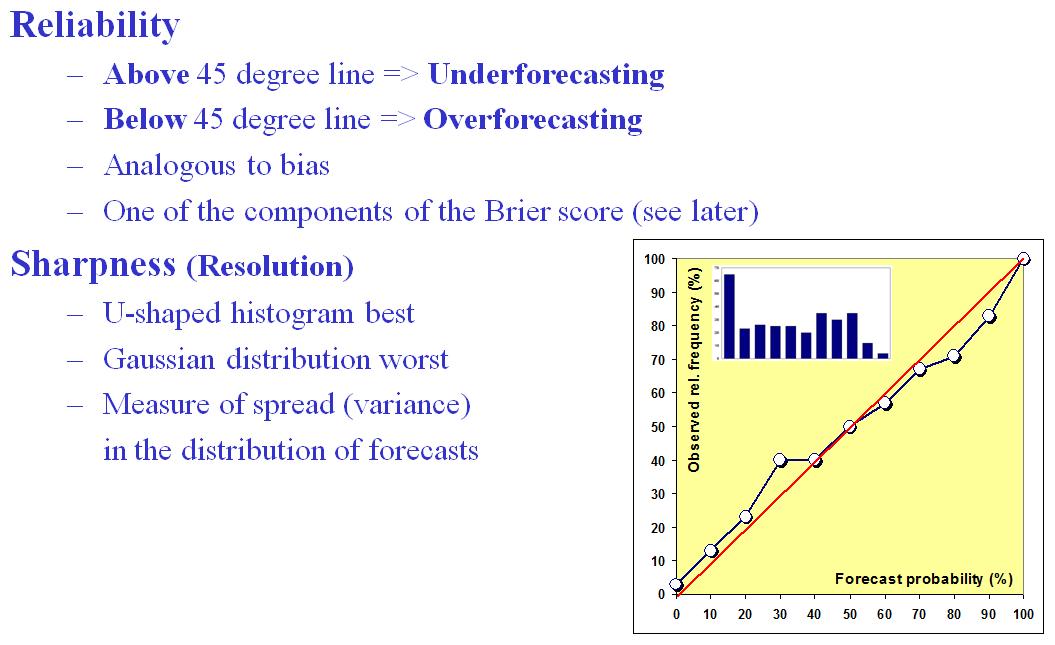 Reliability
– Above 45 degree line => Underforecasting
– Below 45 degree line => Overforecasting
– Analogous to bias
– One of the components of the Brier score (see later)
Sharpness (Resolution)
– U-shaped histogram best
– Gaussian distribution worst
– Measure of spread (variance)
in the distribution of forecasts
Observed rel. frequency (%)
100
90
80
70
60
50
40
30
20
10
0
Forecast probability (%)
0 10 20 30 40 50 60 70 80 90 100